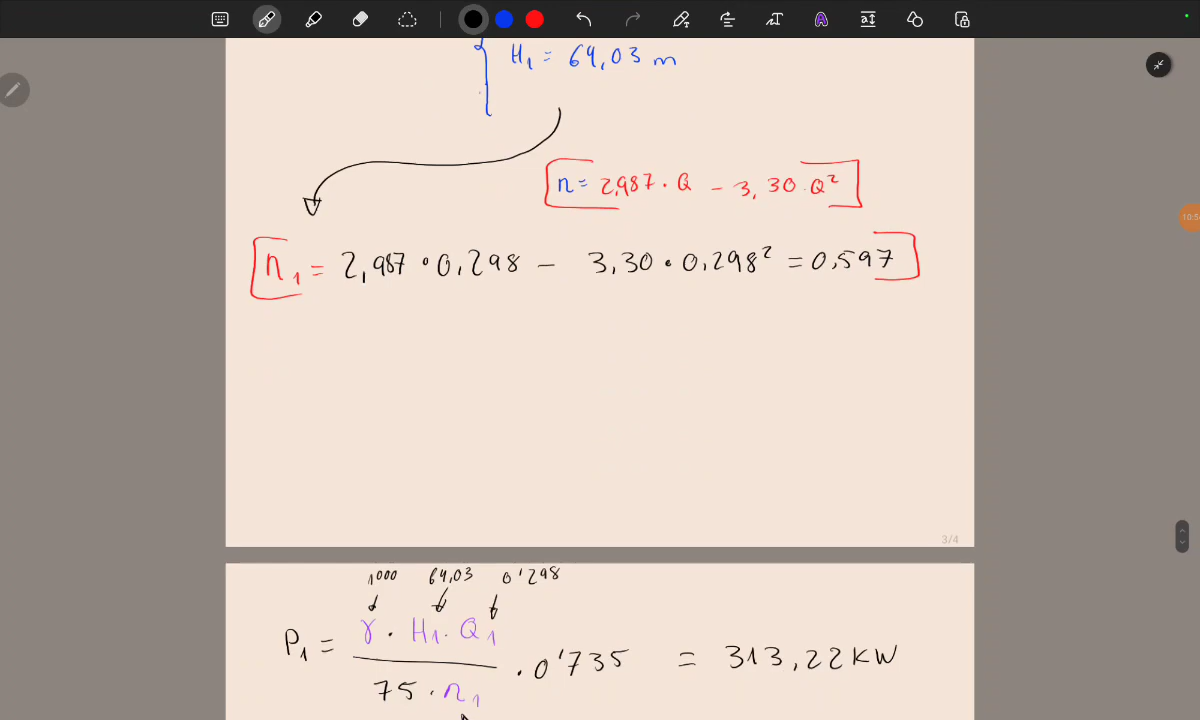 H₁ = 64,03 m
n = 2,987 · Q - 3,30 · Q²
n₁ = 2,987 · 0,298 - 3,30 · 0,298² = 0,597
3/4
1000 64,03 0'298
P₁ = γ · H₁ · Q₁ / 75 · n₁ · 0'735 = 313,22 KW